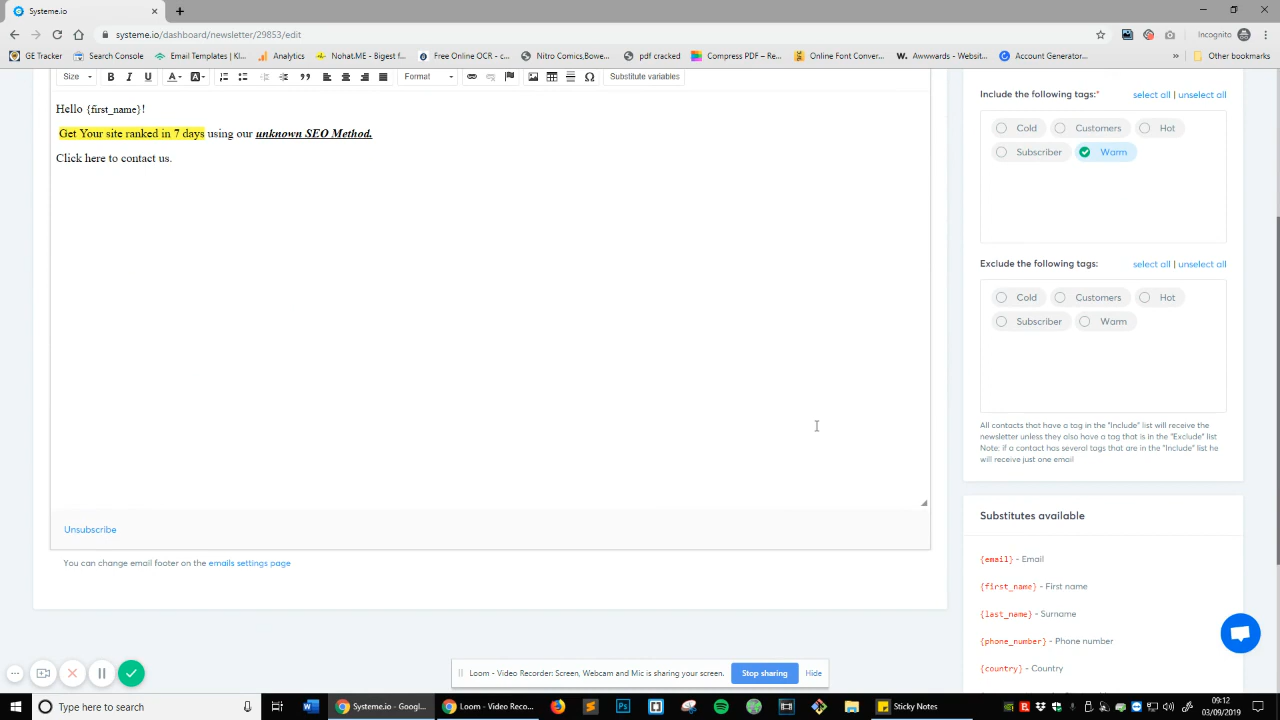 Systeme.io
systeme.io/dashboard/newsletter/29853/edit
Incognito
GE Tracker
Search Console
Email Templates | Kl...
Analytics
Nohat.ME - Bigest f...
Free Online OCR - c...
Nitro Cims,Bowe...
pdf cracked
Online Font Conver...
Awwwards - Websit...
Account Generator...
»
Other bookmarks
Size
B
I
U
A
A
Format
Ω
Substitute variables
Hello {first_name}!
Get Your site ranked in 7 days using our unknown SEO Method.
Click here to contact us.
Unsubscribe
You can change email footer on the emails settings page
Include the following tags:*
select all | unselect all
Cold
Customers
Hot
Subscriber
Warm
Exclude the following tags:
select all | unselect all
Cold
Customers
Hot
Subscriber
Warm
All contacts that have a tag in the "Include" list will receive the
newsletter unless they also have a tag that is in the "Exclude" list
Note: if a contact has several tags that are in the "Include" list he
will receive just one email
Substitutes available
{email} - Email
{first_name} - First name
{last_name} - Surname
{phone_number} - Phone number
{country} - Country
Loom - Video Recorder: Screen, Webcam and Mic is sharing your screen.
Stop sharing
Hide
Type here to search
Systeme.io - Googl...
Loom - Video Reco...
Sticky Notes
09:12
03/09/2019